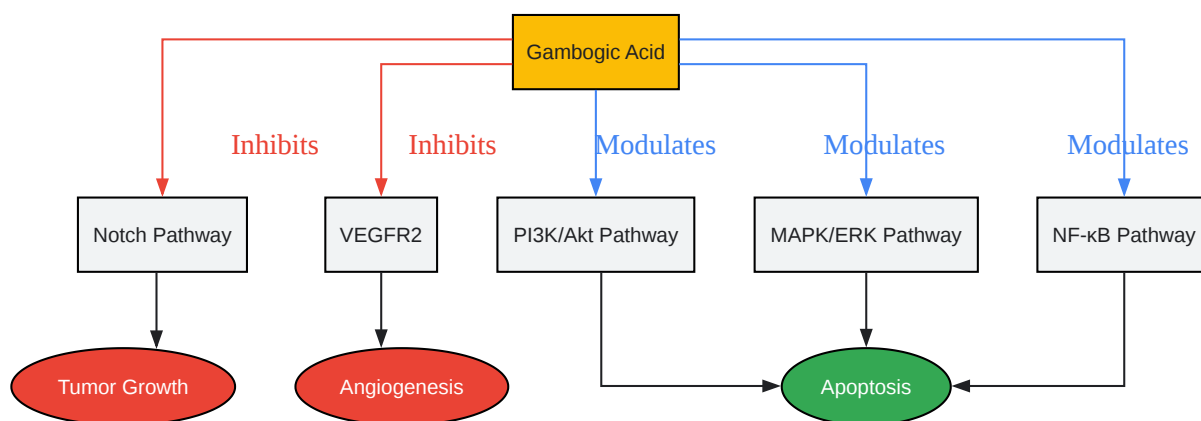 Gambogic Acid
Inhibits
Inhibits
Modulates
Modulates
Modulates
Notch Pathway
VEGFR2
PI3K/Akt Pathway
MAPK/ERK Pathway
NF-κB Pathway
Tumor Growth
Angiogenesis
Apoptosis